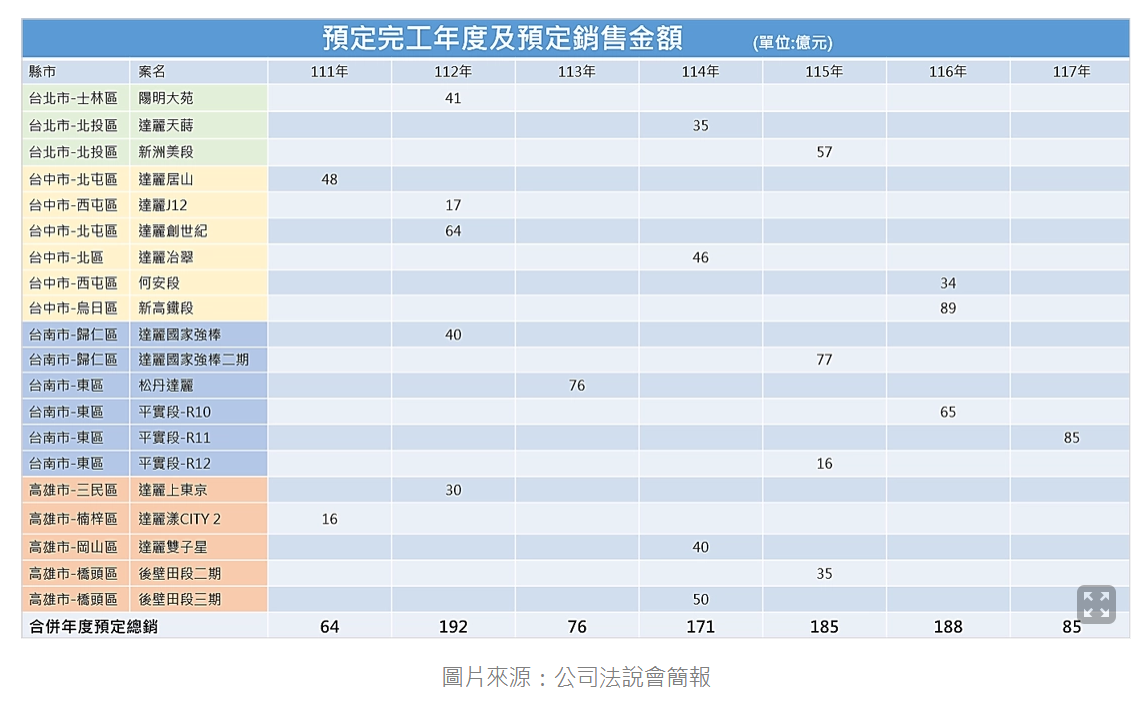 預定完工年度及預定銷售金額 (單位:億元)
縣市 案名 111年 112年 113年 114年 115年 116年 117年
台北市-士林區 陽明大苑 41
台北市-北投區 達麗天蒔 35
台北市-北投區 新洲美段 57
台中市-北屯區 達麗居山 48
台中市-西屯區 達麗J12 17
台中市-北屯區 達麗創世紀 64
台中市-北區 達麗冶翠 46
台中市-西屯區 何安段 34
台中市-烏日區 新高鐵段 89
台南市-歸仁區 達麗國家強棒 40
台南市-歸仁區 達麗國家強棒二期 77
台南市-東區 松丹達麗 76
台南市-東區 平實段-R10 65
台南市-東區 平實段-R11 85
台南市-東區 平實段-R12 16
高雄市-三民區 達麗上東京 30
高雄市-楠梓區 達麗漾CITY 2 16
高雄市-岡山區 達麗雙子星 40
高雄市-橋頭區 後壁田段二期 35
高雄市-橋頭區 後壁田段三期 50
合併年度預定總銷 64 192 76 171 185 188 85
圖片來源：公司法說會簡報